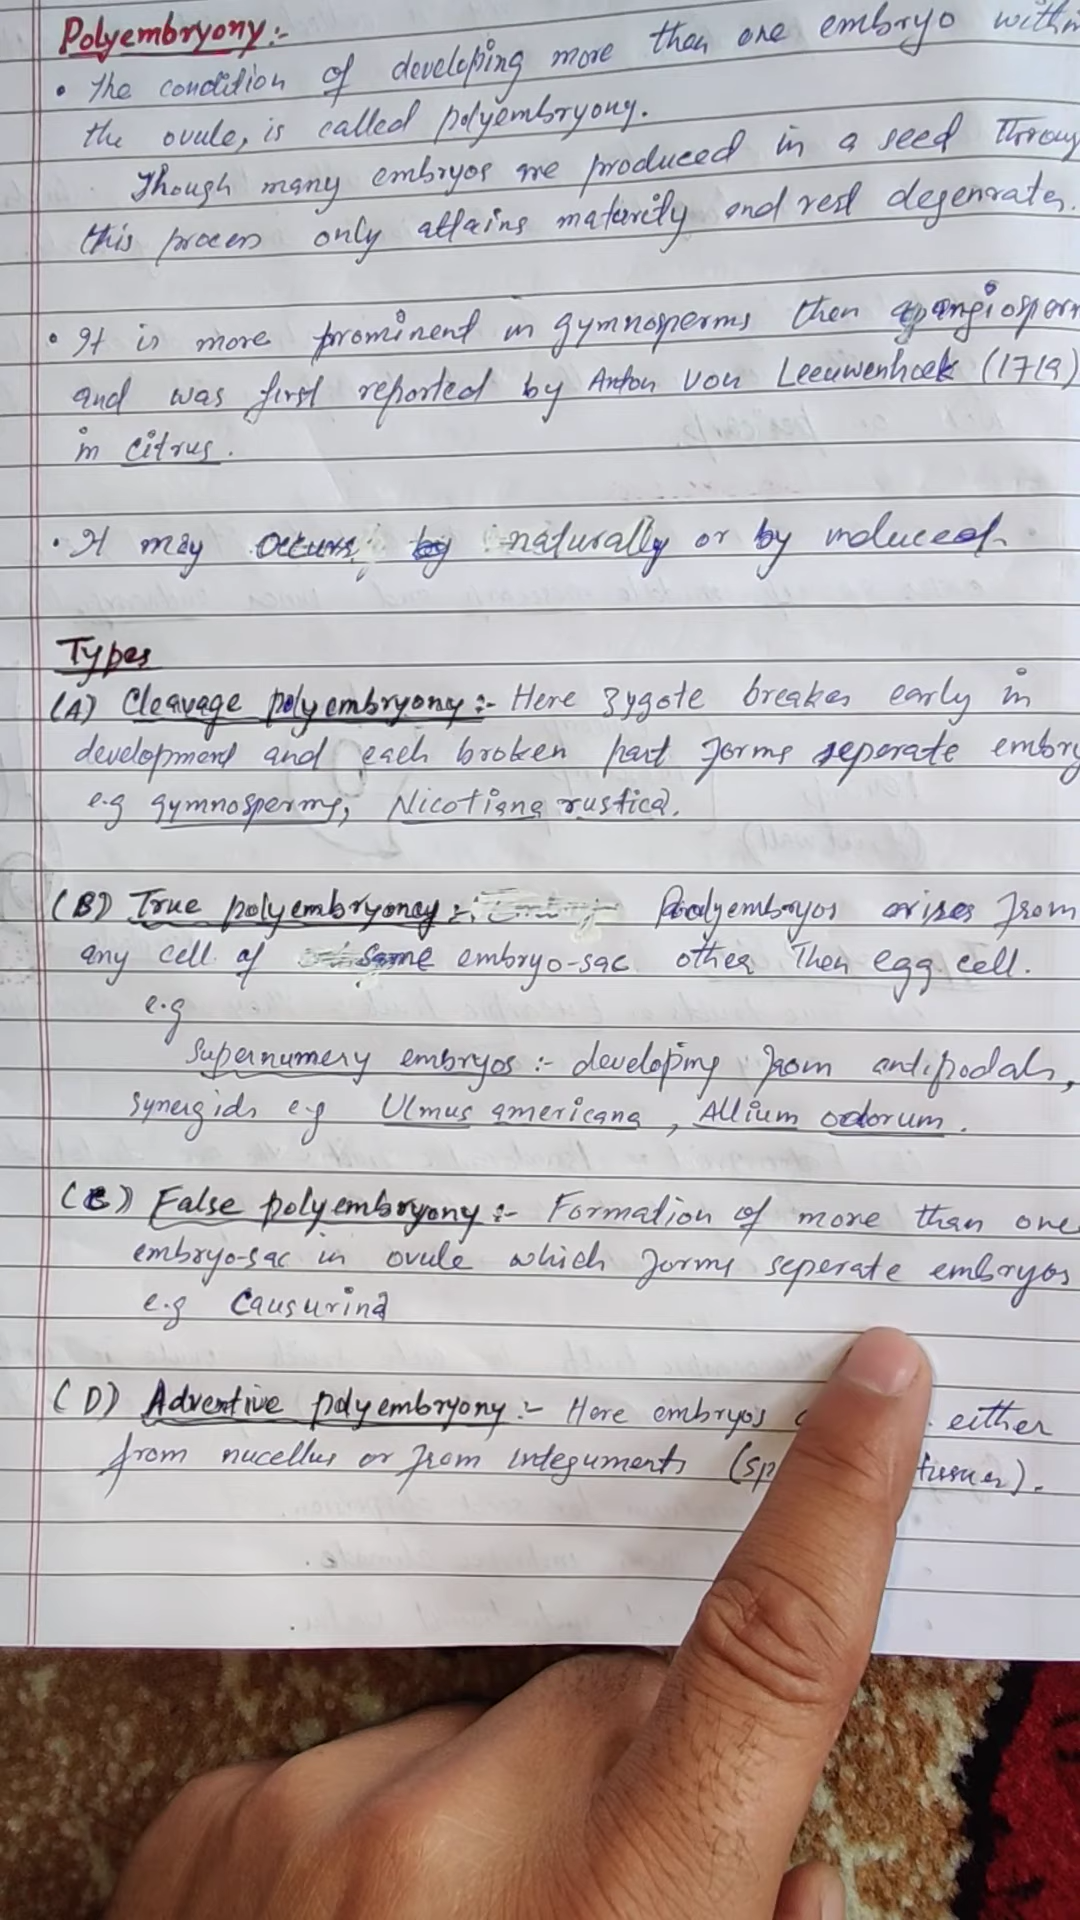 Polyembryony:-
• The condition of developing more than one embryo within
the ovule, is called polyembryony.
Though many embryos are produced in a seed Throug
this process only attains maturity and rest degenrates.
• It is more prominent in gymnosperms then angiosperm
and was first reported by Anton Von Leeuwenhoek (1719)
in citrus.
• It may occurs by naturally or by induced.
Types
(A) Cleavage polyembryony :- Here zygote breakes early in
development and each broken part forms seperate embry
e.g gymnosperms, Nicotiana rustica.
(B) True polyembryoney :- Poolyembryos arises from
any cell of same embryo-sac other then egg cell.
e.g
Supernumery embryos :- developing from antipodals,
synergids e.g Ulmus americana, Allium odorum.
(C) False polyembryony :- Formation of more than one
embryo-sac in ovule which forms seperate embryos
e.g Causurina
(D) Adventive polyembryony :- Here embryos either
from nucellus or from integuments (sp tissues).